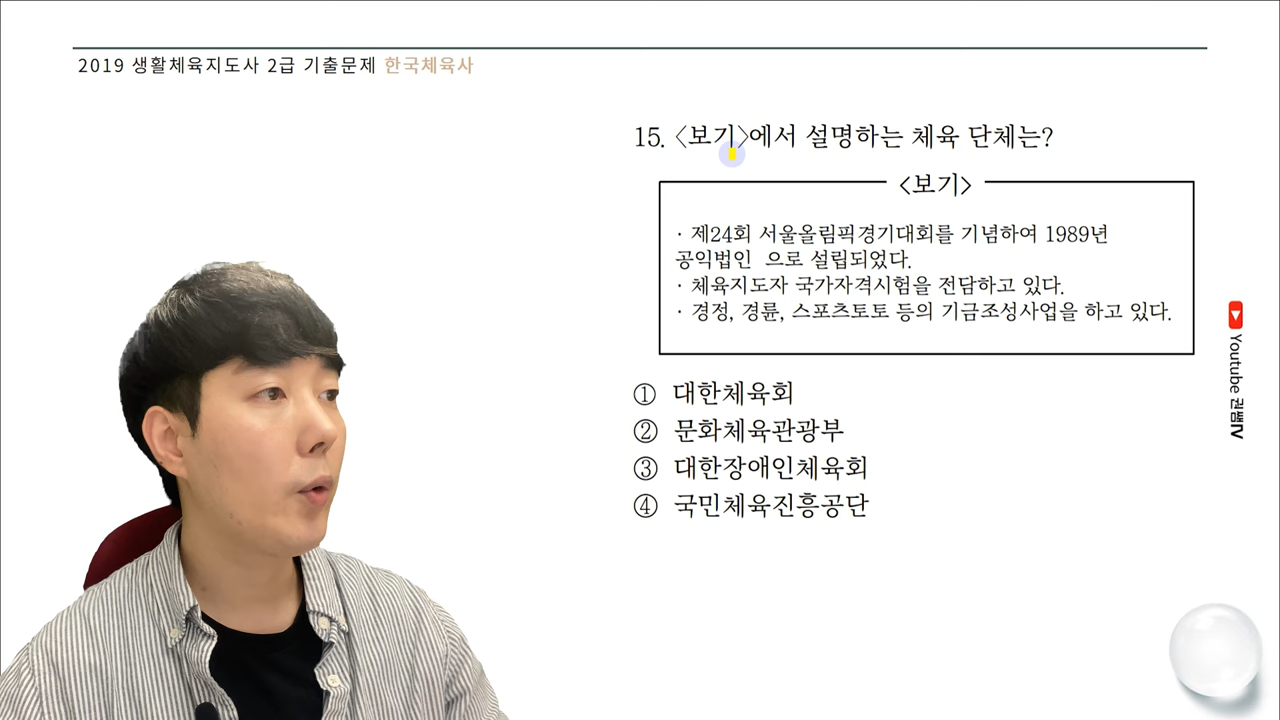 2019 생활체육지도사 2급 기출문제 한국체육사
15. <보기>에서 설명하는 체육 단체는?
<보기>
· 제24회 서울올림픽경기대회를 기념하여 1989년
공익법인 으로 설립되었다.
· 체육지도자 국가자격시험을 전담하고 있다.
· 경정, 경륜, 스포츠토토 등의 기금조성사업을 하고 있다.
① 대한체육회
② 문화체육관광부
③ 대한장애인체육회
④ 국민체육진흥공단
Youtube 권쌤TV